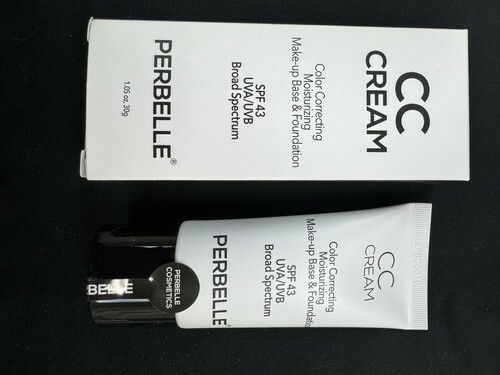 CC
CREAM
Color Correcting
Moisturizing
Make-up Base & Foundation
SPF 43
UVA/UVB
Broad Spectrum
PERBELLE®
1.05 oz, 30g
CC
CREAM
Color Correcting
Moisturizing
Make-up Base & Foundation
SPF 43
UVA/UVB
Broad Spectrum
PERBELLE
PERBELLE
COSMETICS
RBELLE